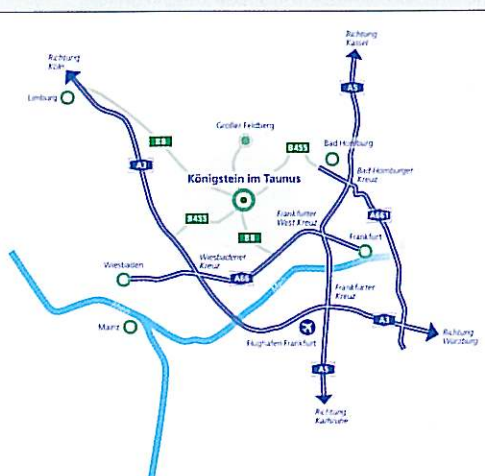 Richtung
Kassel
Richtung
Köln
A5
Limburg
B8
Großer Feldberg
B455
Bad Homburg
A3
Bad Homburger
Kreuz
Königstein im Taunus
B455
Frankfurter
West Kreuz
A661
B8
Frankfurt
Wiesbadener
Kreuz
Wiesbaden
A66
Frankfurter
Kreuz
Mainz
A3
Flughafen Frankfurt
Richtung
Würzburg
A5
Richtung
Karlsruhe